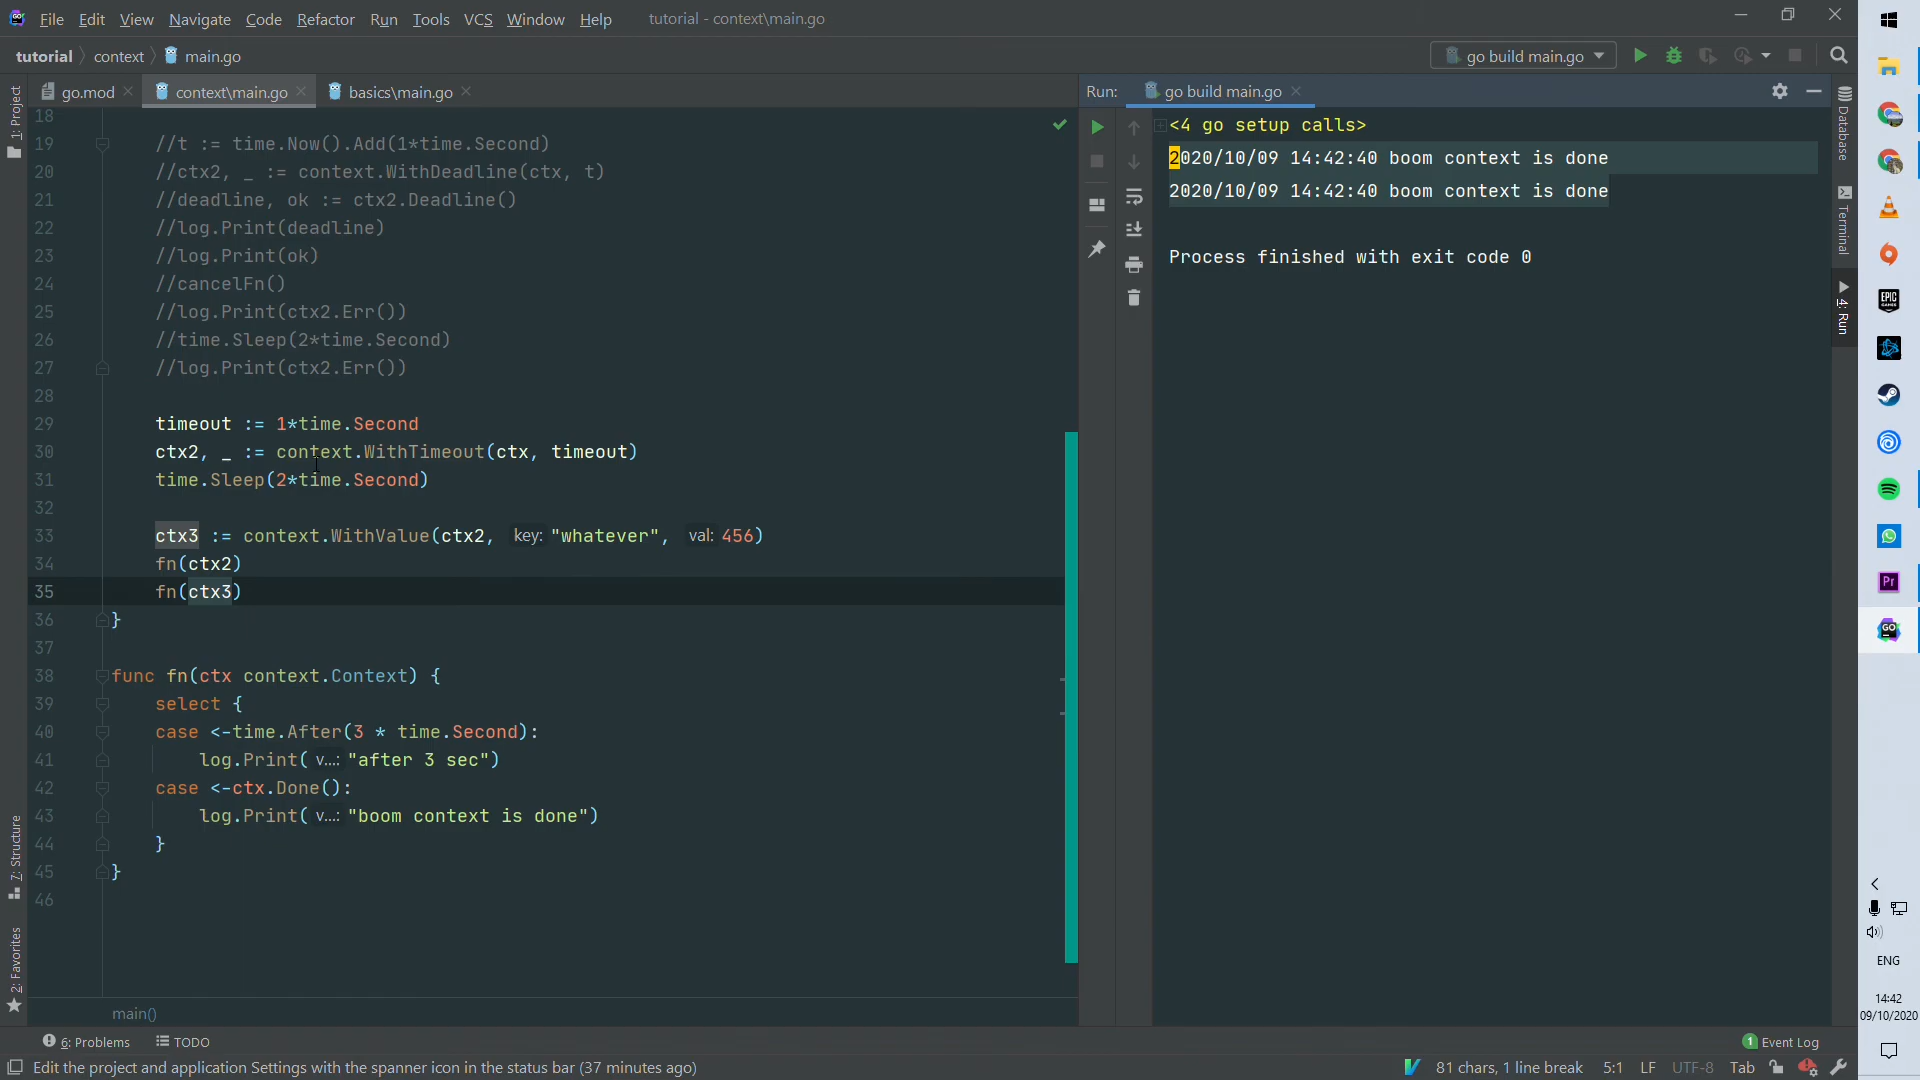 File Edit View Navigate Code Refactor Run Tools VCS Window Help tutorial - context\main.go
tutorial context main.go go build main.go
1: Project
go.mod context\main.go basics\main.go
18
19 //t := time.Now().Add(1*time.Second)
20 //ctx2, _ := context.WithDeadline(ctx, t)
21 //deadline, ok := ctx2.Deadline()
22 //log.Print(deadline)
23 //log.Print(ok)
24 //cancelFn()
25 //log.Print(ctx2.Err())
26 //time.Sleep(2*time.Second)
27 //log.Print(ctx2.Err())
28
29 timeout := 1*time.Second
30 ctx2, _ := context.WithTimeout(ctx, timeout)
31 time.Sleep(2*time.Second)
32
33 ctx3 := context.WithValue(ctx2, key: "whatever", val: 456)
34 fn(ctx2)
35 fn(ctx3)
36 }
37
38 func fn(ctx context.Context) {
39 select {
40 case <-time.After(3 * time.Second):
41 log.Print( v...: "after 3 sec")
42 case <-ctx.Done():
43 log.Print( v...: "boom context is done")
44 }
45 }
46
main()
7: Structure
2: Favorites
Run: go build main.go
<4 go setup calls>
2020/10/09 14:42:40 boom context is done
2020/10/09 14:42:40 boom context is done
Process finished with exit code 0
Database
Terminal
4: Run
EPIC GAMES
Pr
GO
ENG
14:42
09/10/2020
6: Problems TODO 1 Event Log
Edit the project and application Settings with the spanner icon in the status bar (37 minutes ago) 81 chars, 1 line break 5:1 LF UTF-8 Tab